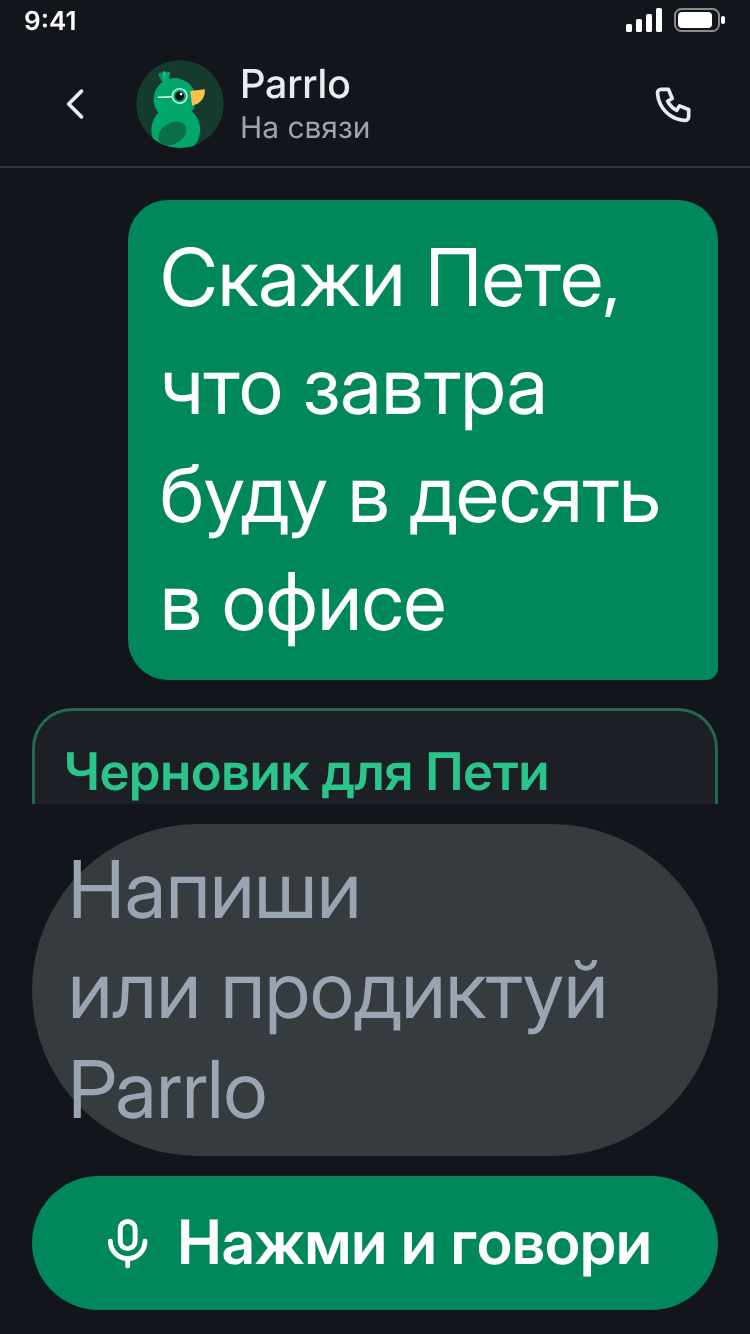 9:41
Parrlo
На связи
Скажи Пете,
что завтра
буду в десять
в офисе
Черновик для Пети
Напиши
или продиктуй
Parrlo
Нажми и говори